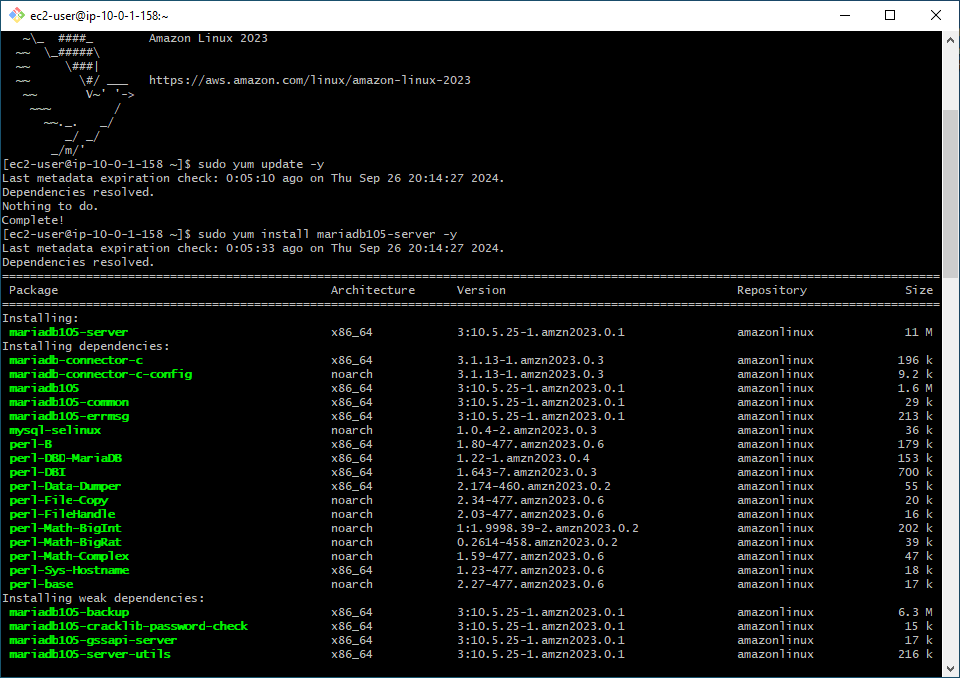 ec2-user@ip-10-0-1-158:~
~\_ ####_ Amazon Linux 2023
~~ \_#####\
~~ \###|
~~ \#/ ___ https://aws.amazon.com/linux/amazon-linux-2023
~~ V~' '->
~~~ /
~~._. _/
_/ _/
_/m/'
[ec2-user@ip-10-0-1-158 ~]$ sudo yum update -y
Last metadata expiration check: 0:05:10 ago on Thu Sep 26 20:14:27 2024.
Dependencies resolved.
Nothing to do.
Complete!
[ec2-user@ip-10-0-1-158 ~]$ sudo yum install mariadb105-server -y
Last metadata expiration check: 0:05:33 ago on Thu Sep 26 20:14:27 2024.
Dependencies resolved.
Package Architecture Version Repository Size
Installing:
mariadb105-server x86_64 3:10.5.25-1.amzn2023.0.1 amazonlinux 11 M
Installing dependencies:
mariadb-connector-c x86_64 3.1.13-1.amzn2023.0.3 amazonlinux 196 k
mariadb-connector-c-config noarch 3.1.13-1.amzn2023.0.3 amazonlinux 9.2 k
mariadb105 x86_64 3:10.5.25-1.amzn2023.0.1 amazonlinux 1.6 M
mariadb105-common x86_64 3:10.5.25-1.amzn2023.0.1 amazonlinux 29 k
mariadb105-errmsg x86_64 3:10.5.25-1.amzn2023.0.1 amazonlinux 213 k
mysql-selinux noarch 1.0.4-2.amzn2023.0.3 amazonlinux 36 k
perl-B x86_64 1.80-477.amzn2023.0.6 amazonlinux 179 k
perl-DBD-MariaDB x86_64 1.22-1.amzn2023.0.4 amazonlinux 153 k
perl-DBI x86_64 1.643-7.amzn2023.0.3 amazonlinux 700 k
perl-Data-Dumper x86_64 2.174-460.amzn2023.0.2 amazonlinux 55 k
perl-File-Copy noarch 2.34-477.amzn2023.0.6 amazonlinux 20 k
perl-FileHandle noarch 2.03-477.amzn2023.0.6 amazonlinux 16 k
perl-Math-BigInt noarch 1:1.9998.39-2.amzn2023.0.2 amazonlinux 202 k
perl-Math-BigRat noarch 0.2614-458.amzn2023.0.2 amazonlinux 39 k
perl-Math-Complex noarch 1.59-477.amzn2023.0.6 amazonlinux 47 k
perl-Sys-Hostname x86_64 1.23-477.amzn2023.0.6 amazonlinux 18 k
perl-base noarch 2.27-477.amzn2023.0.6 amazonlinux 17 k
Installing weak dependencies:
mariadb105-backup x86_64 3:10.5.25-1.amzn2023.0.1 amazonlinux 6.3 M
mariadb105-cracklib-password-check x86_64 3:10.5.25-1.amzn2023.0.1 amazonlinux 15 k
mariadb105-gssapi-server x86_64 3:10.5.25-1.amzn2023.0.1 amazonlinux 17 k
mariadb105-server-utils x86_64 3:10.5.25-1.amzn2023.0.1 amazonlinux 216 k